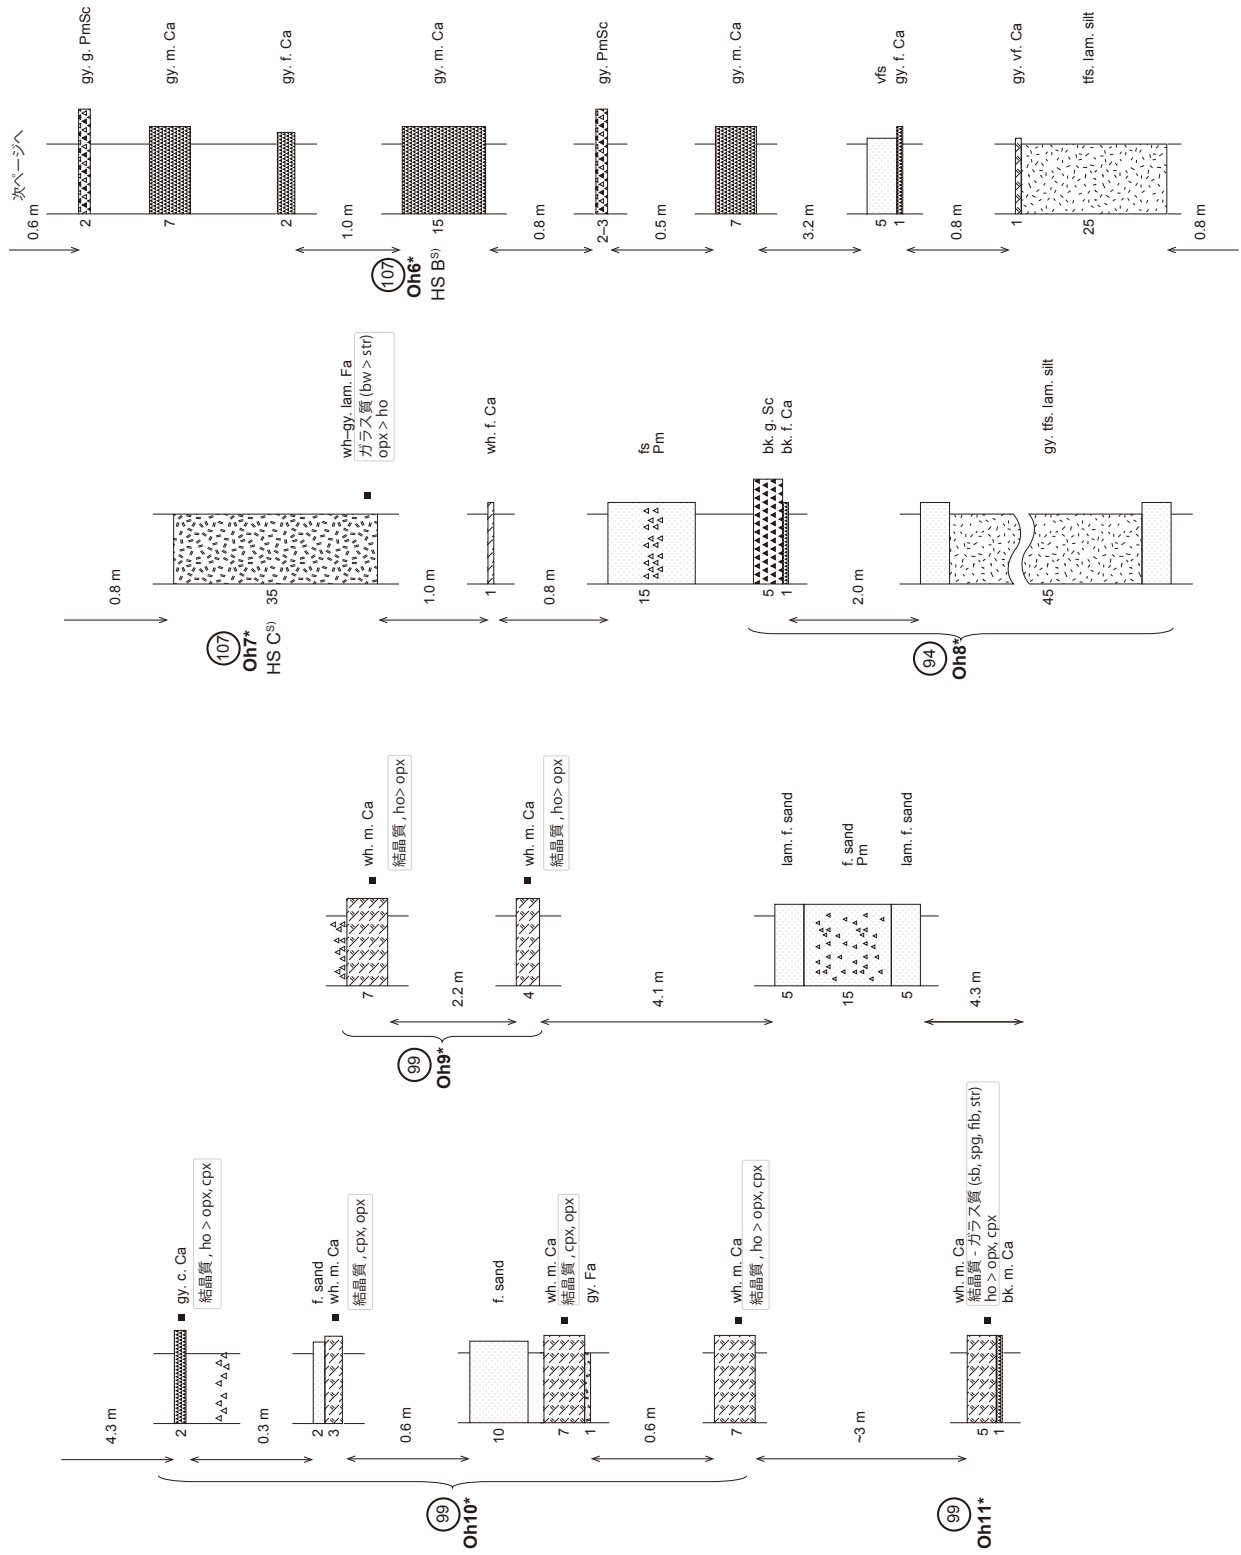 次ページへ
0.6 m
gy. g. PmSc
2
gy. m. Ca
7
gy. f. Ca
2
1.0 m
gy. m. Ca
15
107
Oh6*
HS B S)
0.8 m
gy. PmSc
2–3
0.5 m
gy. m. Ca
7
3.2 m
vfs
gy. f. Ca
5
1
0.8 m
gy. vf. Ca
1
tfs. lam. silt
25
0.8 m
0.8 m
35
107
Oh7*
HS C S)
wh–gy. lam. Fa
ガラス質 (bw > str)
opx > ho
1.0 m
wh. f. Ca
1
0.8 m
fs
Pm
15
bk. g. Sc
bk. f. Ca
5
1
2.0 m
gy. tfs. lam. silt
45
94
Oh8*
wh. m. Ca
結晶質 , ho> opx
7
2.2 m
99
Oh9*
wh. m. Ca
結晶質 , ho> opx
4
4.1 m
lam. f. sand
5
f. sand
Pm
15
lam. f. sand
5
4.3 m
4.3 m
gy. c. Ca
結晶質 , ho > opx, cpx
2
0.3 m
f. sand
wh. m. Ca
結晶質 , cpx, opx
2
3
0.6 m
f. sand
10
wh. m. Ca
結晶質 , cpx, opx
gy. Fa
7
1
0.6 m
wh. m. Ca
結晶質 , ho > opx, cpx
7
99
Oh10*
~3 m
wh. m. Ca
結晶質 - ガラス質 (sb, spg, fib, str)
ho > opx, cpx
bk. m. Ca
5
1
99
Oh11*